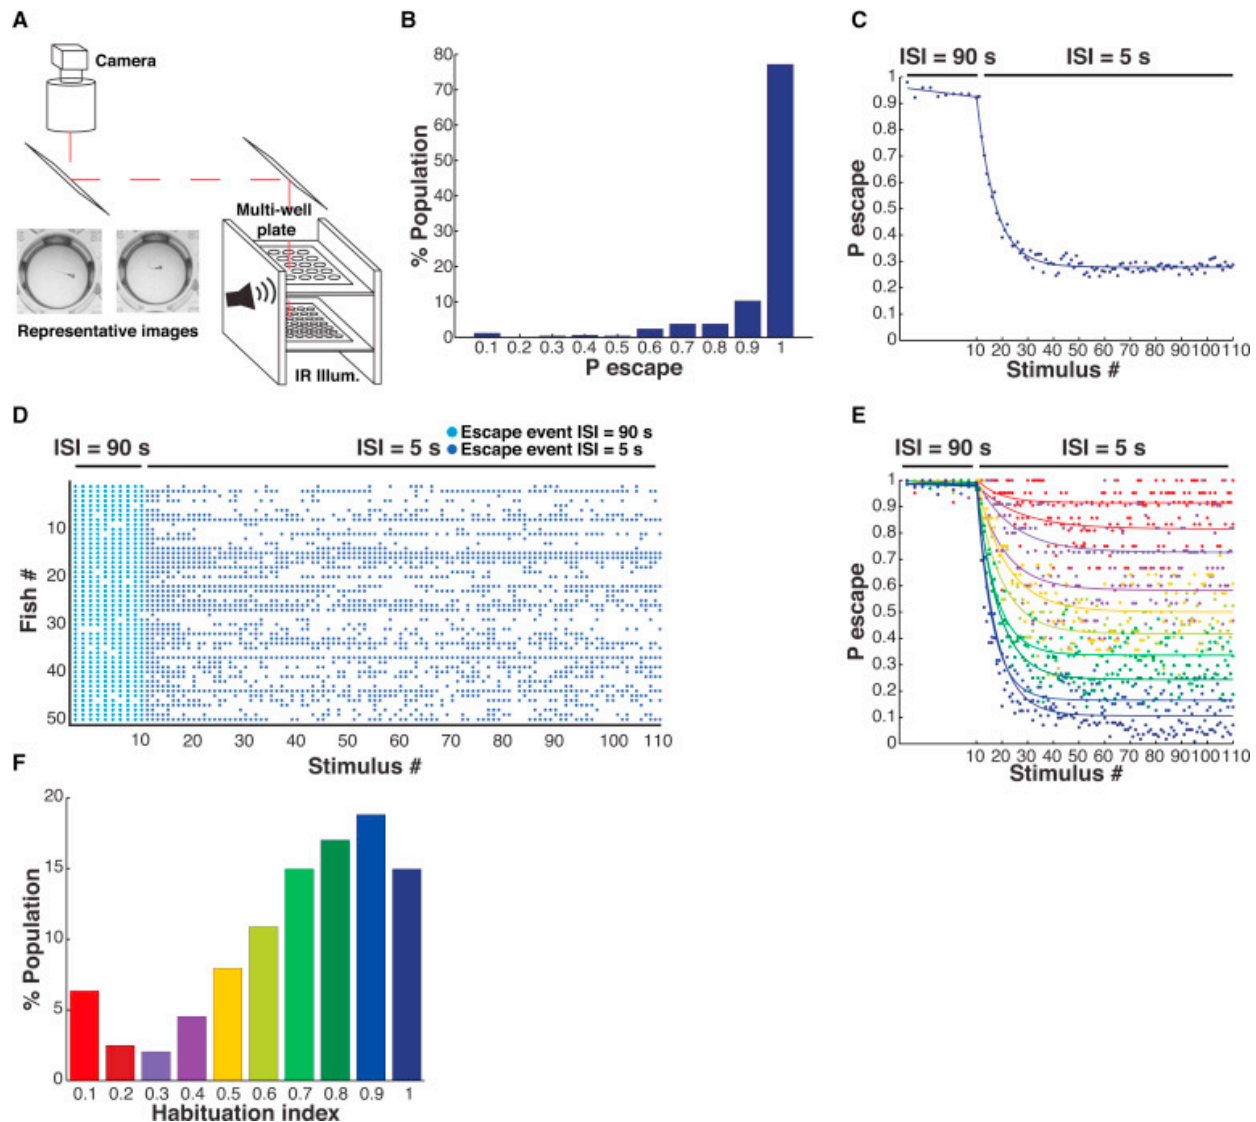 A
Camera
Multi-well
plate
Representative images
IR Illum.
B
80
70
60
50
40
30
20
10
0
% Population
0.1 0.2 0.3 0.4 0.5 0.6 0.7 0.8 0.9 1
P escape
C
ISI = 90 s ISI = 5 s
1
0.9
0.8
0.7
0.6
0.5
0.4
0.3
0.2
0.1
0
P escape
10 20 30 40 50 60 70 80 90 100 110
Stimulus #
D
Escape event ISI = 90 s
ISI = 90 s ISI = 5 s Escape event ISI = 5 s
10
20
30
40
50
Fish #
10 20 30 40 50 60 70 80 90 100 110
Stimulus #
E
ISI = 90 s ISI = 5 s
1
0.9
0.8
0.7
0.6
0.5
0.4
0.3
0.2
0.1
0
P escape
10 20 30 40 50 60 70 80 90 100 110
Stimulus #
F
20
15
10
5
0
% Population
0.1 0.2 0.3 0.4 0.5 0.6 0.7 0.8 0.9 1
Habituation index